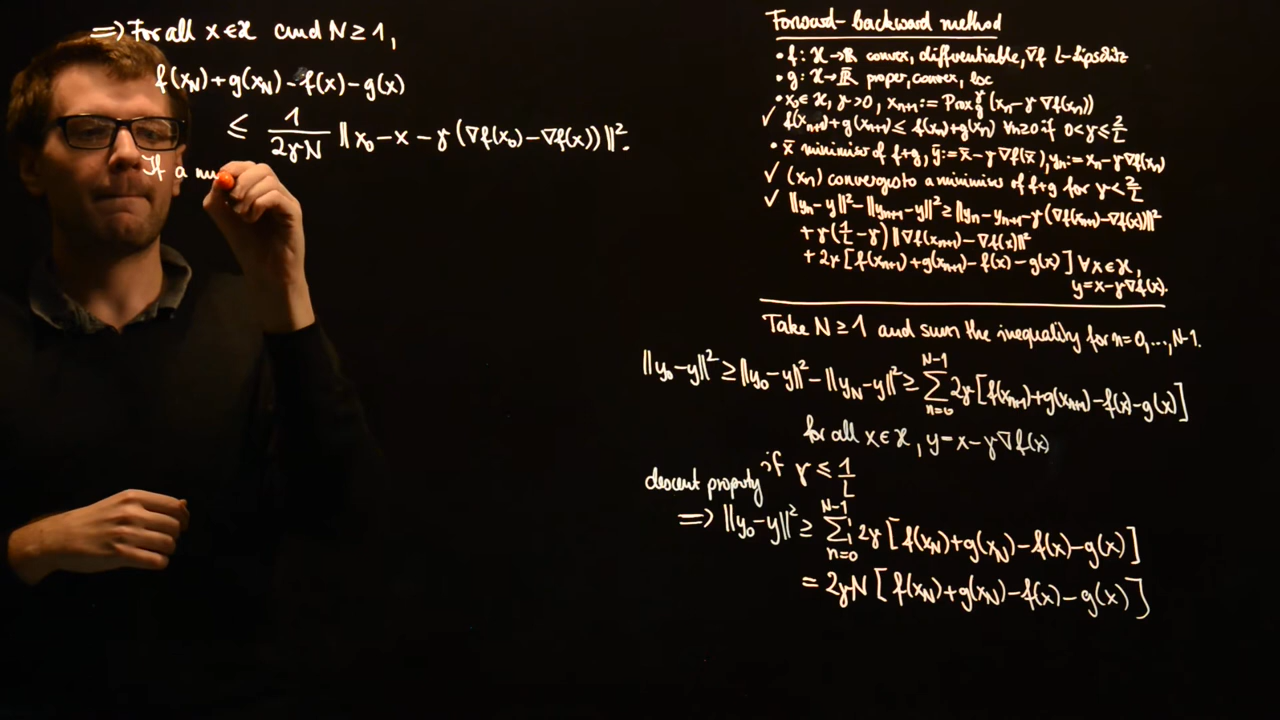 ⇒ For all x ∈ ℋ and N ≥ 1,
f(x_N) + g(x_N) - f(x) - g(x)
≤ 1/(2γN) ‖x_0 - x - γ(∇f(x_0) - ∇f(x))‖².
If a
Forward-backward method
• f: ℋ → ℝ convex, differentiable, ∇f L-Lipschitz
• g: ℋ → ℝ̄ proper, convex, lsc
• x_0 ∈ ℋ, γ > 0, x_{n+1} := Prox_g^γ (x_n - γ ∇f(x_n))
✓ f(x_{n+1}) + g(x_{n+1}) ≤ f(x_n) + g(x_n) ∀n ≥ 0 if 0 < γ ≤ 2/L
• x̄ minimiser of f+g, ȳ := x̄ - γ∇f(x̄), y_n := x_n - γ∇f(x_n)
✓ (x_n) converges to a minimiser of f+g for γ < 2/L
✓ ‖y_n - y‖² - ‖y_{n+1} - y‖² ≥ ‖y_n - y_{n+1} - γ(∇f(x_{n+1}) - ∇f(x))‖²
+ γ(1/L - γ)‖∇f(x_{n+1}) - ∇f(x)‖²
+ 2γ[f(x_{n+1}) + g(x_{n+1}) - f(x) - g(x)] ∀x ∈ ℋ,
y = x - γ∇f(x).
Take N ≥ 1 and sum the inequality for n = 0, ..., N-1.
‖y_0 - y‖² ≥ ‖y_0 - y‖² - ‖y_N - y‖² ≥ ∑_{n=0}^{N-1} 2γ[f(x_{n+1}) + g(x_{n+1}) - f(x) - g(x)]
for all x ∈ ℋ, y = x - γ∇f(x)
if γ ≤ 1/L
descent property
⇒ ‖y_0 - y‖² ≥ ∑_{n=0}^{N-1} 2γ[f(x_N) + g(x_N) - f(x) - g(x)]
= 2γN[f(x_N) + g(x_N) - f(x) - g(x)]